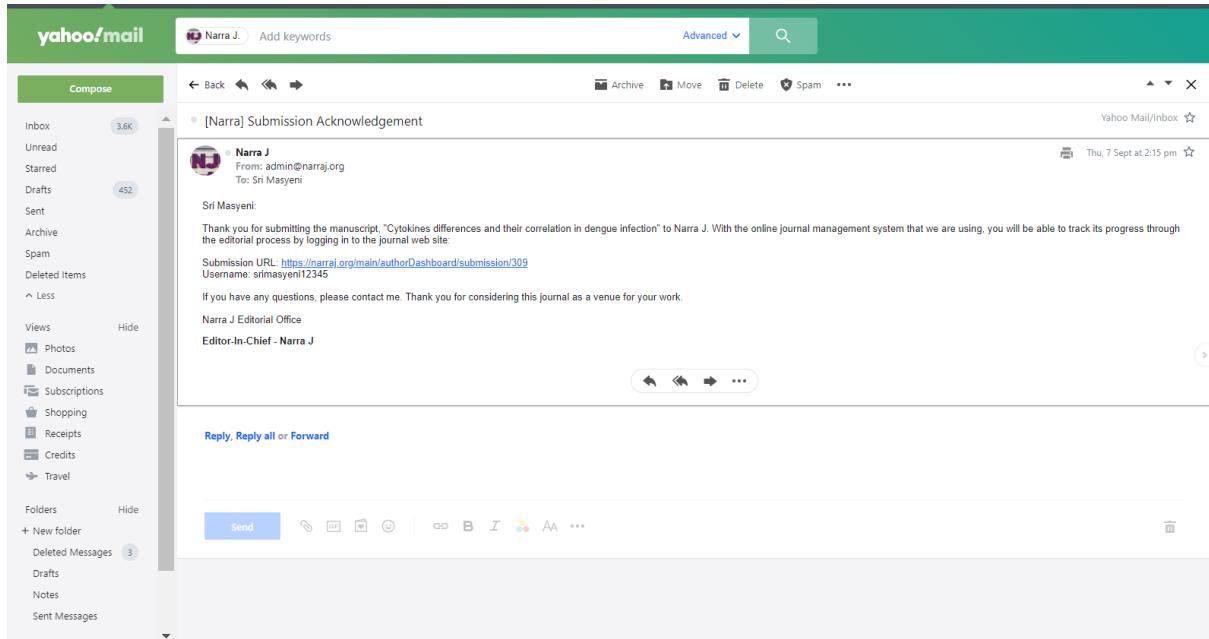 yahoo!mail
Narra J.
Add keywords
Advanced
Compose
Back
Archive
Move
Delete
Spam
Inbox
3.6K
Unread
Starred
Drafts
452
Sent
Archive
Spam
Deleted Items
Less
Views
Hide
Photos
Documents
Subscriptions
Shopping
Receipts
Credits
Travel
Folders
Hide
+ New folder
Deleted Messages
3
Drafts
Notes
Sent Messages
[Narra] Submission Acknowledgement
Yahoo Mail/Inbox
NJ
Narra J
From: admin@narraj.org
To: Sri Masyeni
Thu, 7 Sept at 2:15 pm
Sri Masyeni:
Thank you for submitting the manuscript, "Cytokines differences and their correlation in dengue infection" to Narra J. With the online journal management system that we are using, you will be able to track its progress through
the editorial process by logging in to the journal web site:
Submission URL: https://narraj.org/main/authorDashboard/submission/309
Username: srimasyeni12345
If you have any questions, please contact me. Thank you for considering this journal as a venue for your work.
Narra J Editorial Office
Editor-In-Chief - Narra J
Reply, Reply all or Forward
Send
GIF
B
I
AA